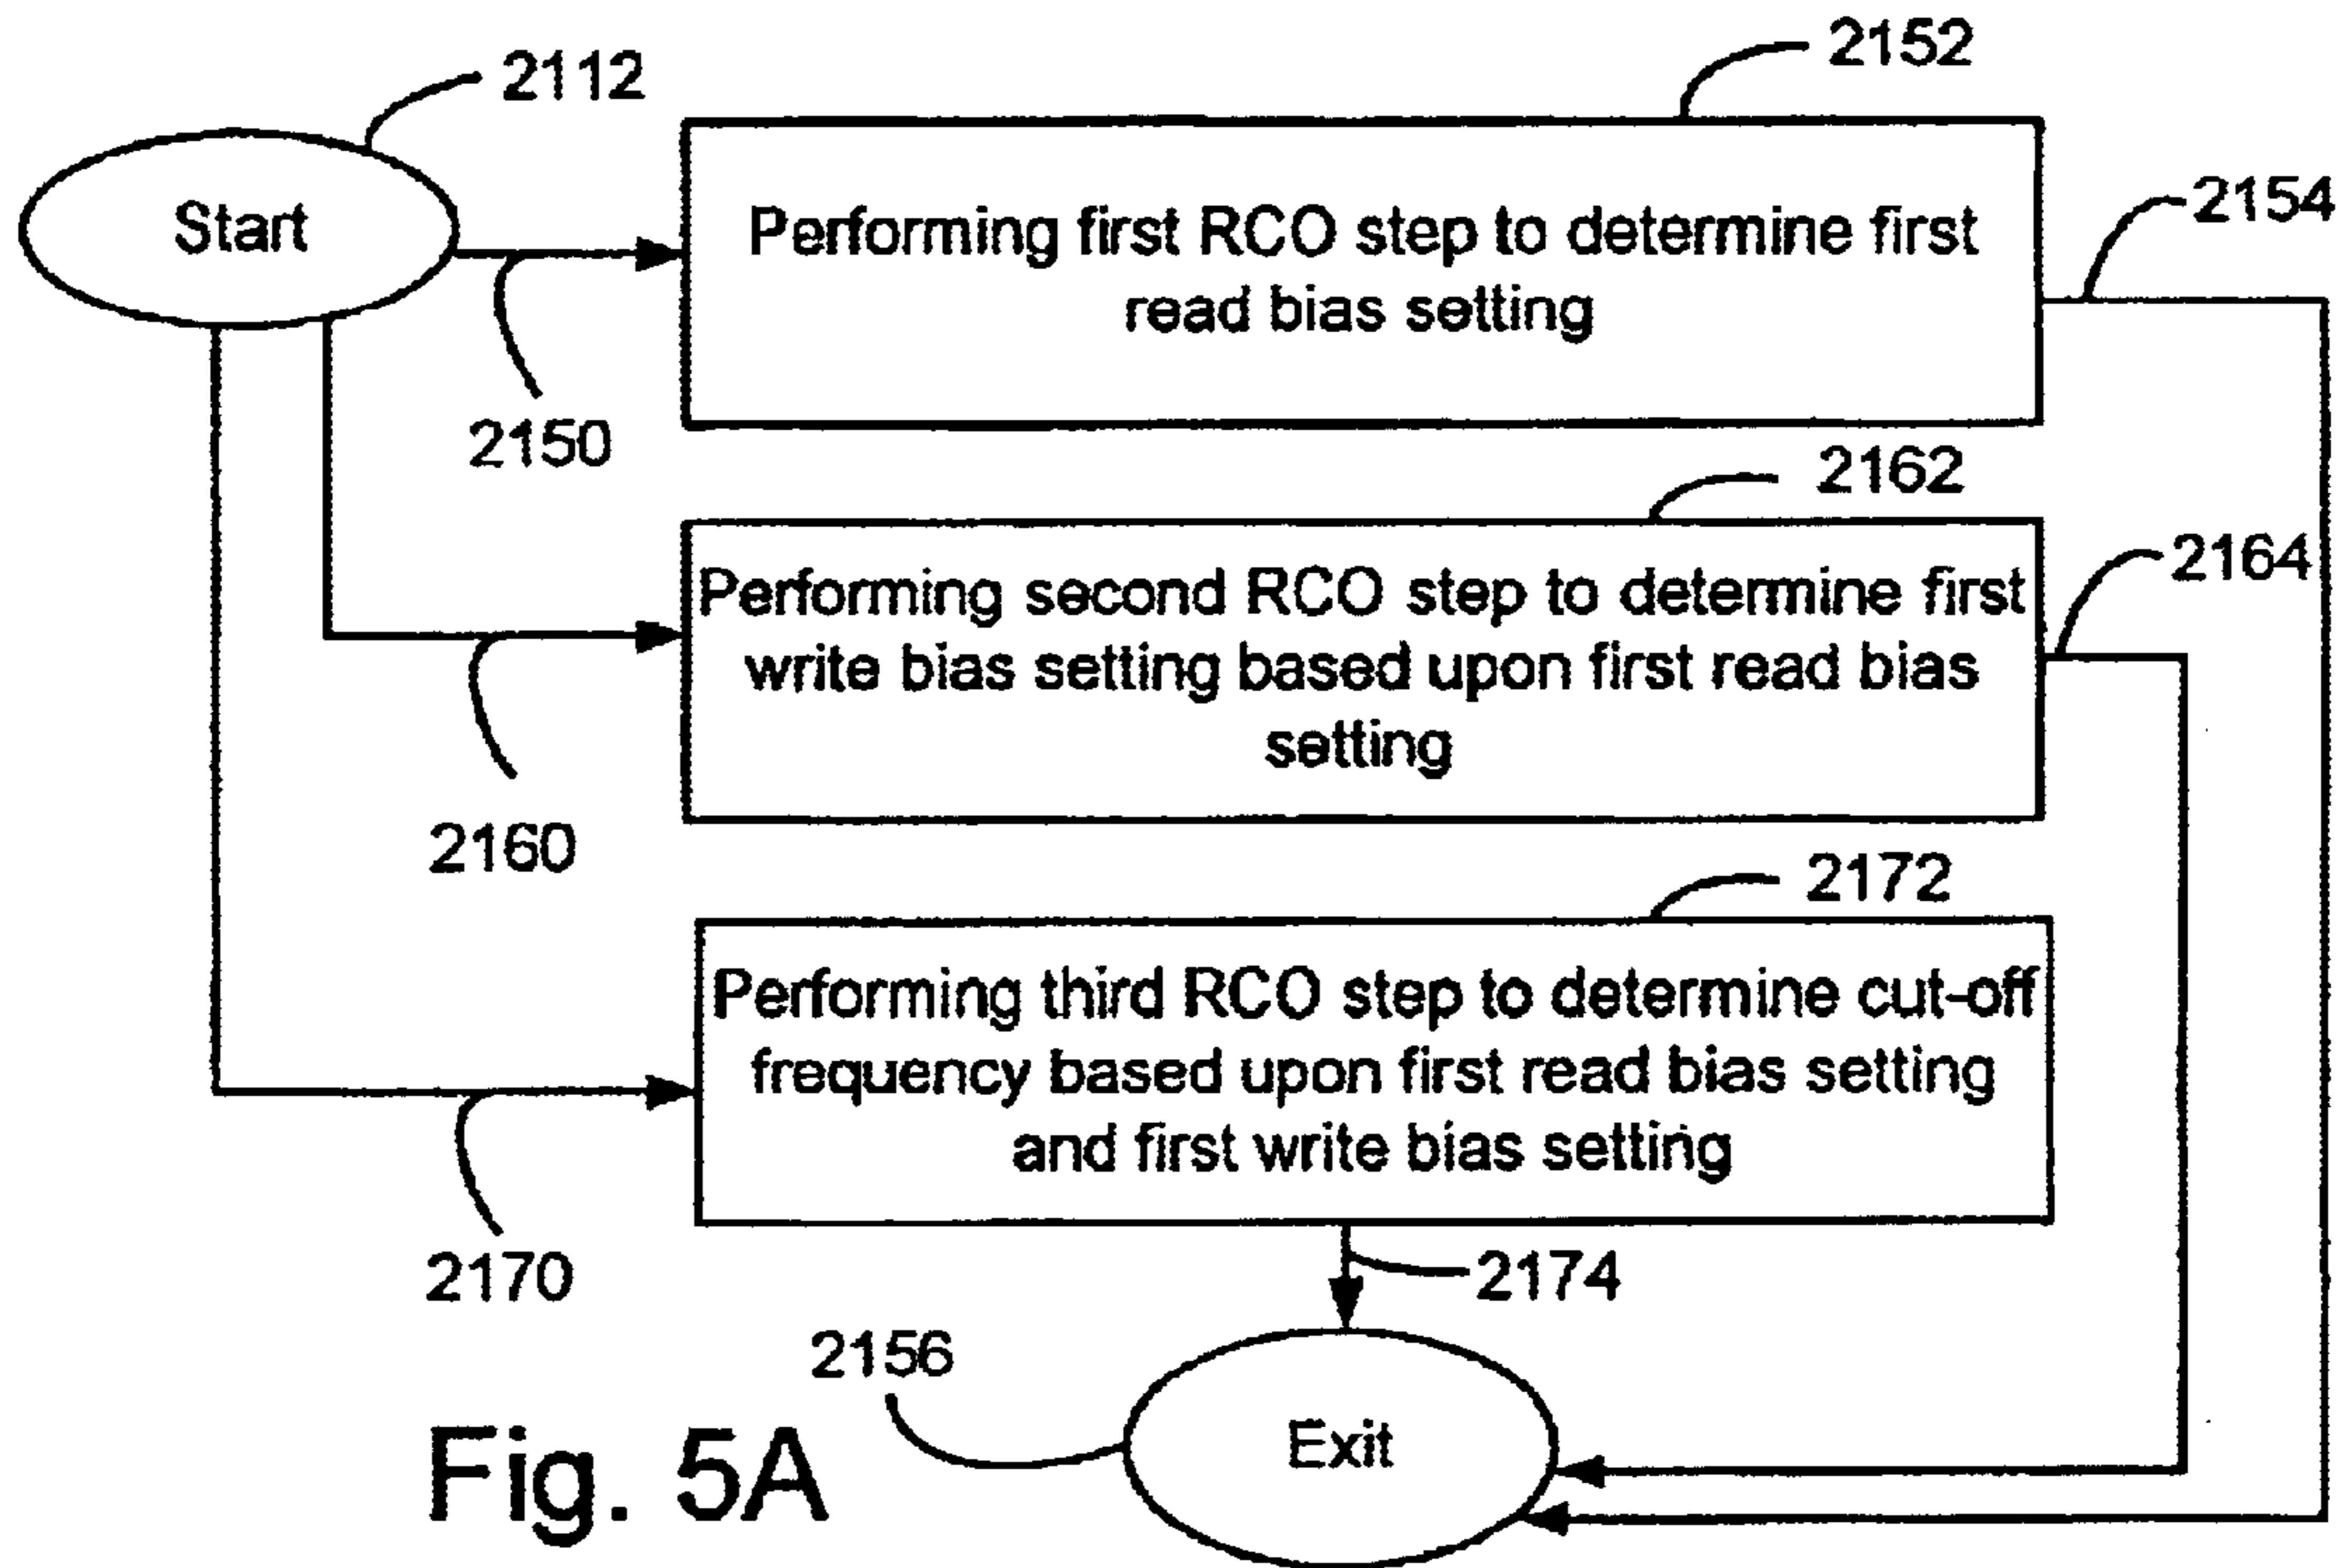 2112
2152
Start
Performing first RCO step to determine first
read bias setting
2154
2150
2162
Performing second RCO step to determine first
write bias setting based upon first read bias
setting
2164
2160
2172
Performing third RCO step to determine cut-off
frequency based upon first read bias setting
and first write bias setting
2170
2174
2156
Exit
Fig. 5A